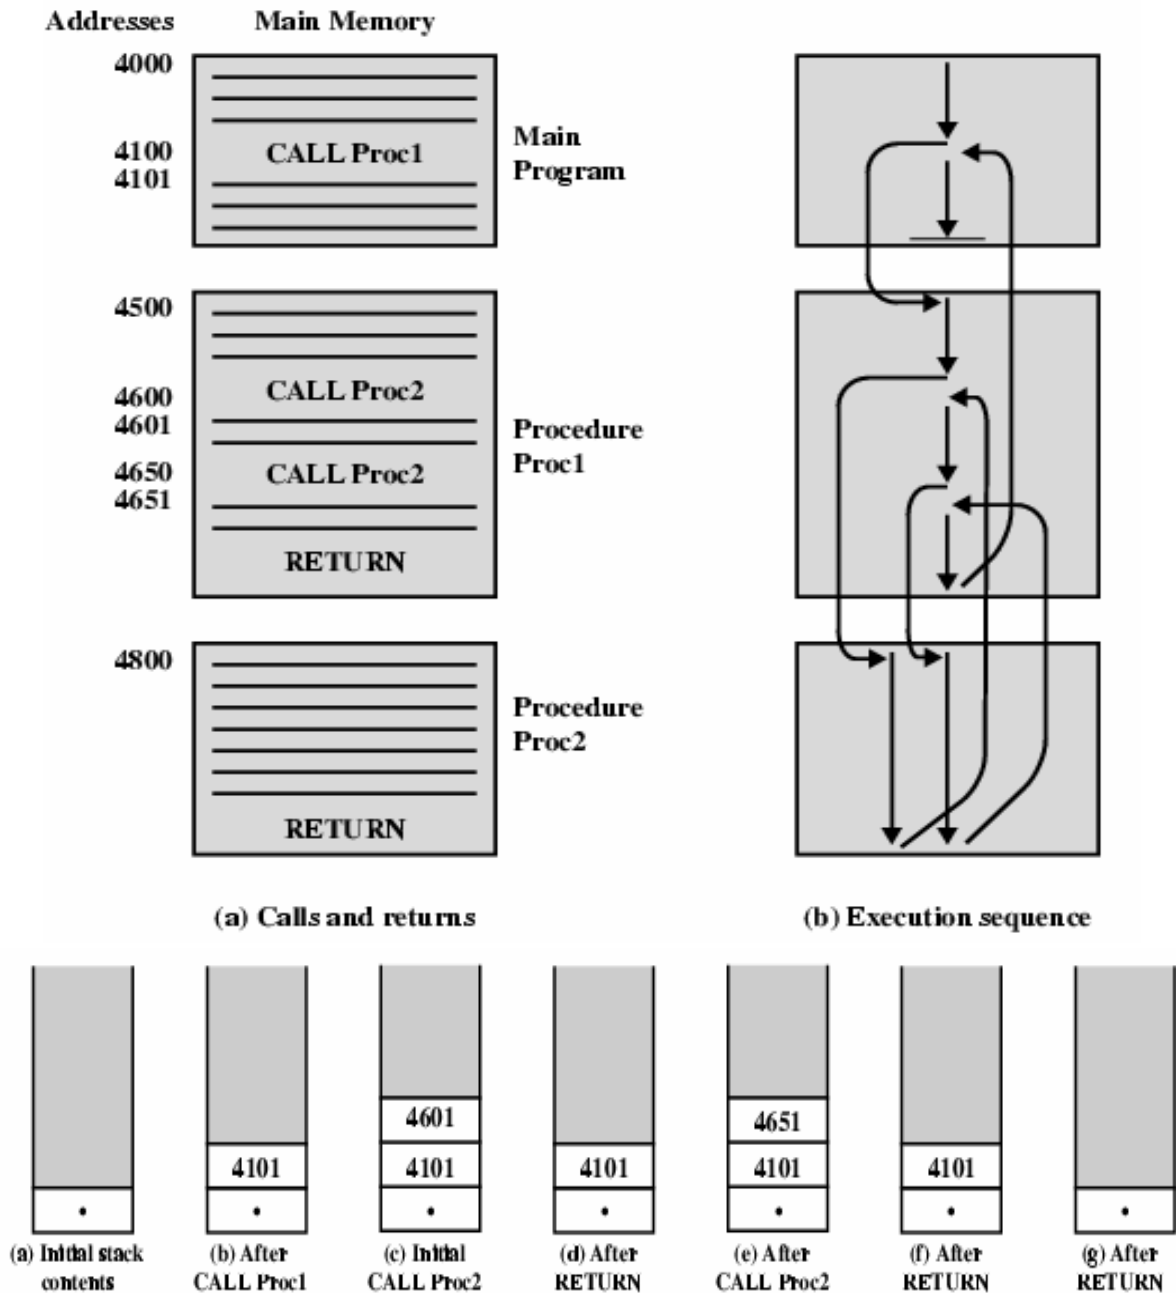 Addresses Main Memory
4000
4100 CALL Proc1
4101
Main
Program
4500
4600 CALL Proc2
4601
4650 CALL Proc2
4651
RETURN
Procedure
Proc1
4800
RETURN
Procedure
Proc2
(a) Calls and returns
(b) Execution sequence
4601 4651
4101 4101 4101 4101 4101
(a) Initial stack
contents
(b) After
CALL Proc1
(c) Initial
CALL Proc2
(d) After
RETURN
(e) After
CALL Proc2
(f) After
RETURN
(g) After
RETURN